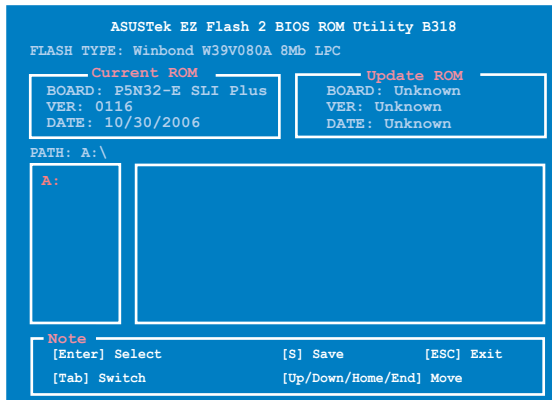 ASUSTek EZ Flash 2 BIOS ROM Utility B318
FLASH TYPE: Winbond W39V080A 8Mb LPC
Current ROM
BOARD: P5N32-E SLI Plus
VER: 0116
DATE: 10/30/2006
Update ROM
BOARD: Unknown
VER: Unknown
DATE: Unknown
PATH: A:\
A:
Note
[Enter] Select [S] Save [ESC] Exit
[Tab] Switch [Up/Down/Home/End] Move